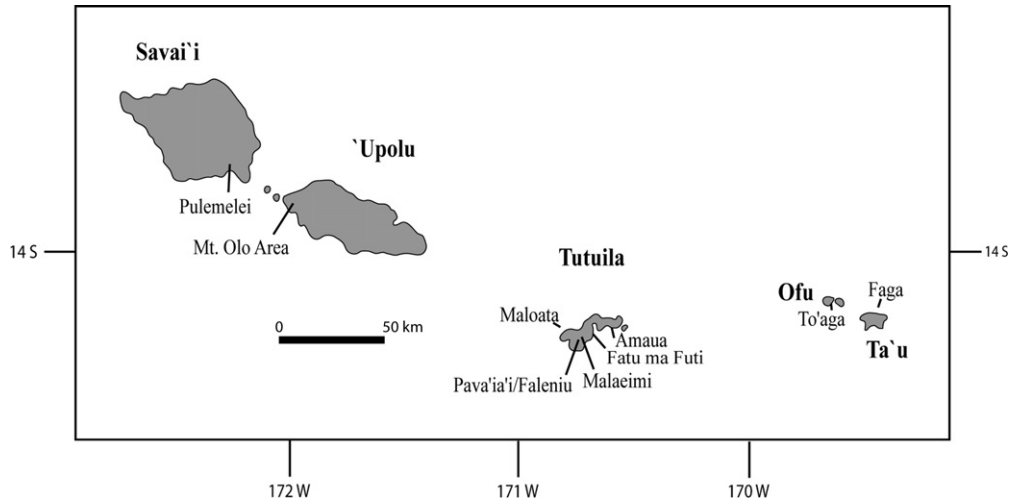 Savai`i
`Upolu
Pulemelei
Mt. Olo Area
14 S
14 S
Tutuila
Ofu
Faga
To'aga
Ta`u
0
50 km
Maloata
Amaua
Fatu ma Futi
Pava'ia'i/Faleniu
Malaeimi
172 W
171 W
170 W